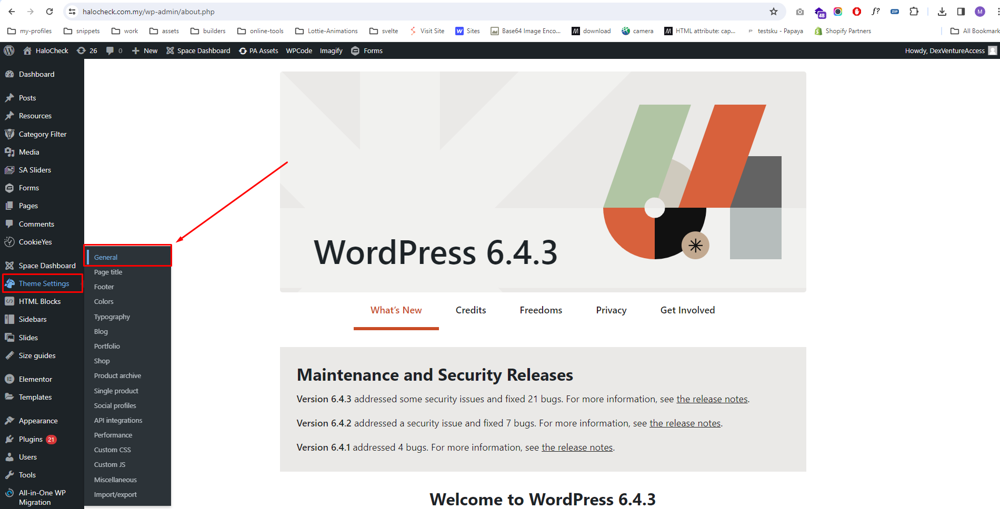 halocheck.com.my/wp-admin/about.php
48
f?
ZIP
M
my-profiles snippets work assets builders online-tools Lottie-Animations svelte Visit Site W Sites Base64 Image Enco... M download camera M HTML attribute: cap... P testsku - Papaya Shopify Partners All Bookmark
HaloCheck 26 0 New Space Dashboard PA Assets WPCode Imagify Forms Howdy, DexVentureAccess
Dashboard
Posts
Resources
Category Filter
Media
SA Sliders
Forms
Pages
Comments
CookieYes
Space Dashboard
Theme Settings
HTML Blocks
Sidebars
Slides
Size guides
Elementor
Templates
Appearance
Plugins 21
Users
Tools
All-in-One WP
Migration
General
Page title
Footer
Colors
Typography
Blog
Portfolio
Shop
Product archive
Single product
Social profiles
API integrations
Performance
Custom CSS
Custom JS
Miscellaneous
Import/export
WordPress 6.4.3
What's New Credits Freedoms Privacy Get Involved
Maintenance and Security Releases
Version 6.4.3 addressed some security issues and fixed 21 bugs. For more information, see the release notes.
Version 6.4.2 addressed a security issue and fixed 7 bugs. For more information, see the release notes.
Version 6.4.1 addressed 4 bugs. For more information, see the release notes.
Welcome to WordPress 6.4.3